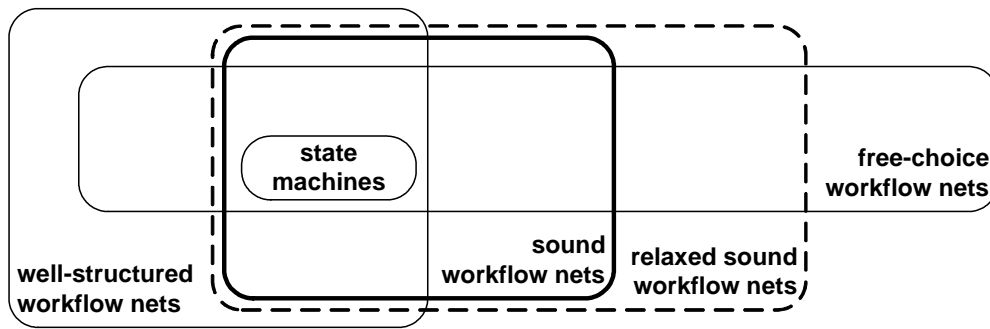 state
machines
free-choice
workflow nets
sound
workflow nets
relaxed sound
workflow nets
well-structured
workflow nets